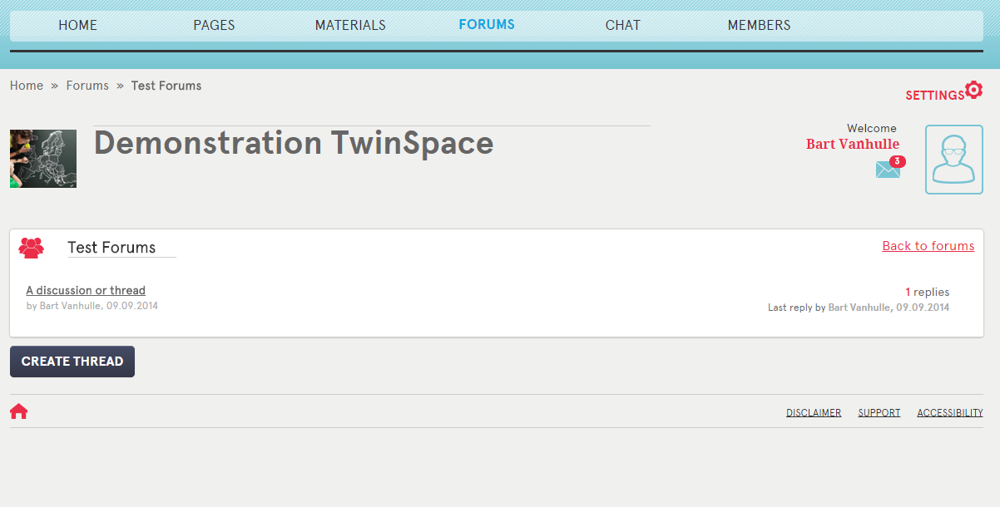 HOME PAGES MATERIALS FORUMS CHAT MEMBERS
Home » Forums » Test Forums
SETTINGS
Demonstration TwinSpace
Welcome
Bart Vanhulle
3
Test Forums
Back to forums
A discussion or thread
by Bart Vanhulle, 09.09.2014
1 replies
Last reply by Bart Vanhulle, 09.09.2014
CREATE THREAD
DISCLAIMER SUPPORT ACCESSIBILITY